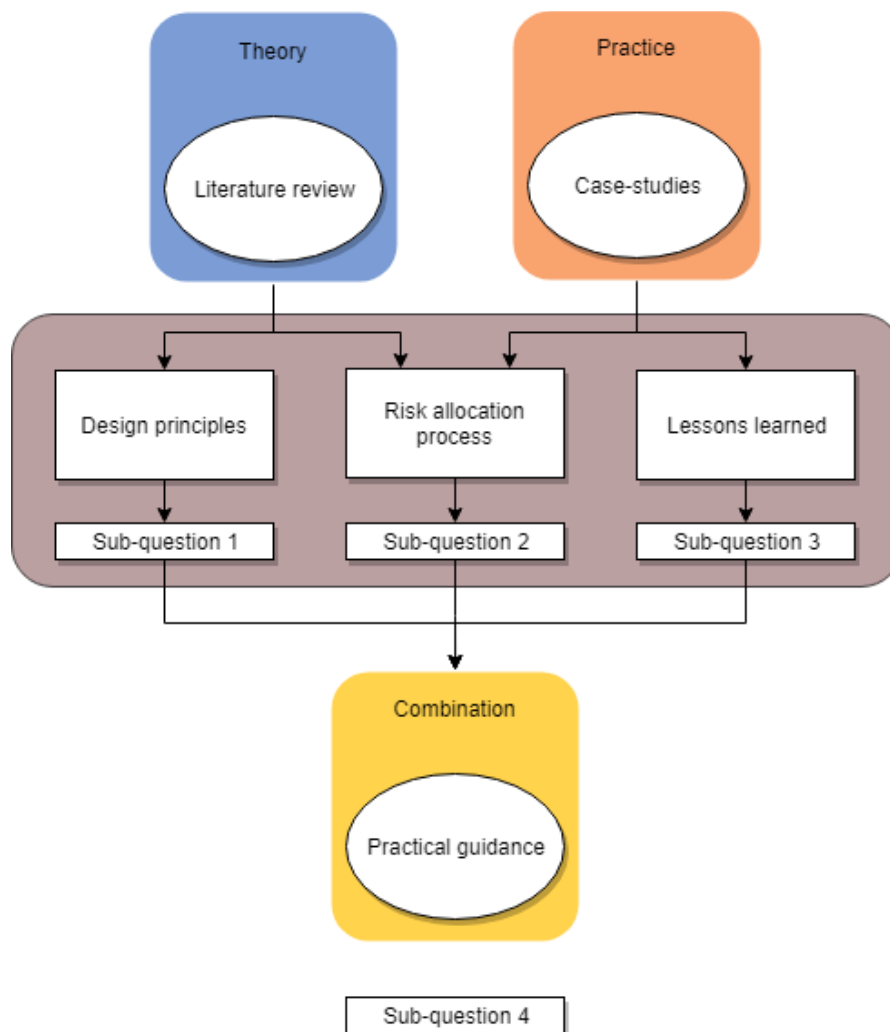 Theory
Practice
Literature review
Case-studies
Design principles
Risk allocation
process
Lessons learned
Sub-question 1
Sub-question 2
Sub-question 3
Combination
Practical guidance
Sub-question 4